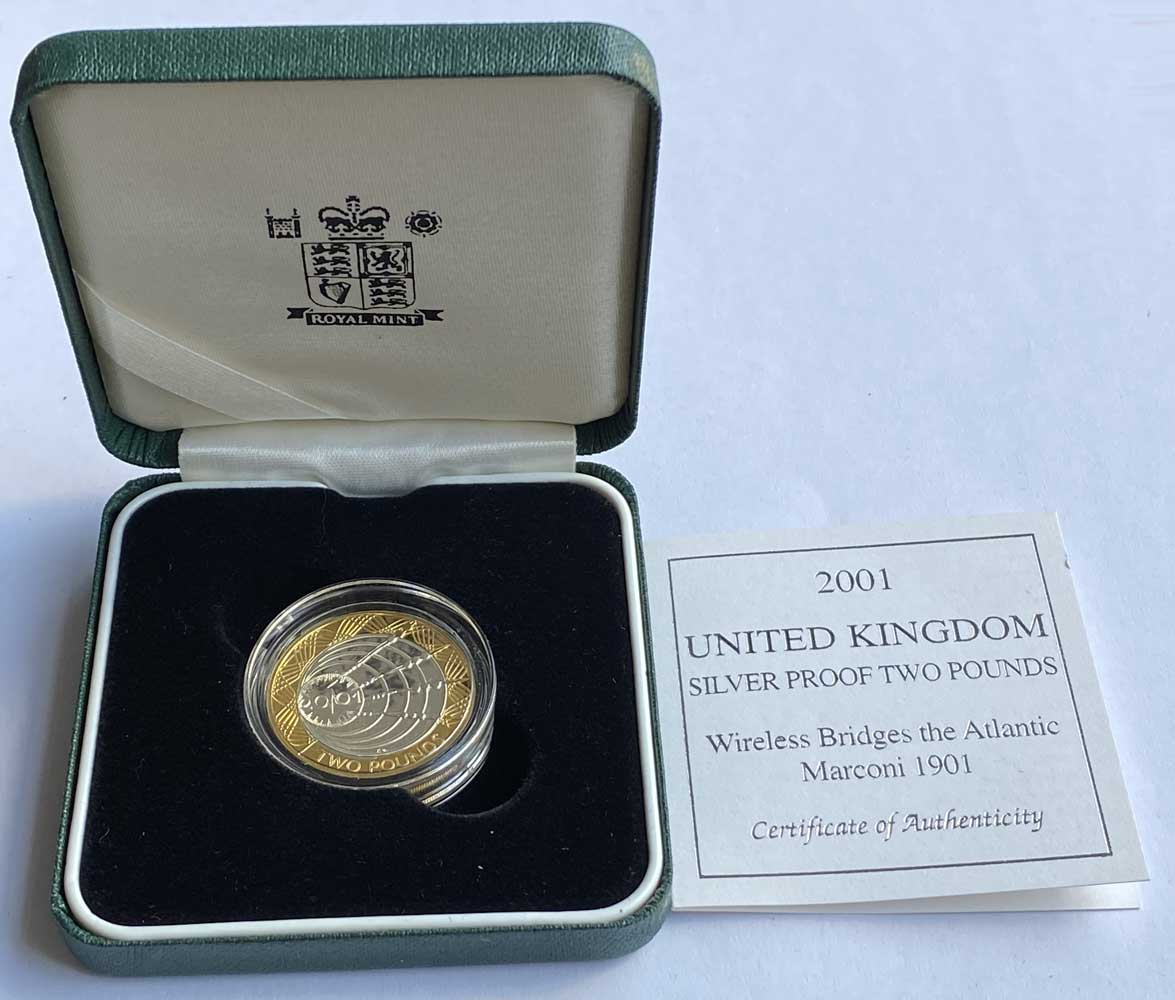 ROYAL MINT
TWO POUNDS
2001
UNITED KINGDOM
SILVER PROOF TWO POUNDS
Wireless Bridges the Atlantic
Marconi 1901
Certificate of Authenticity